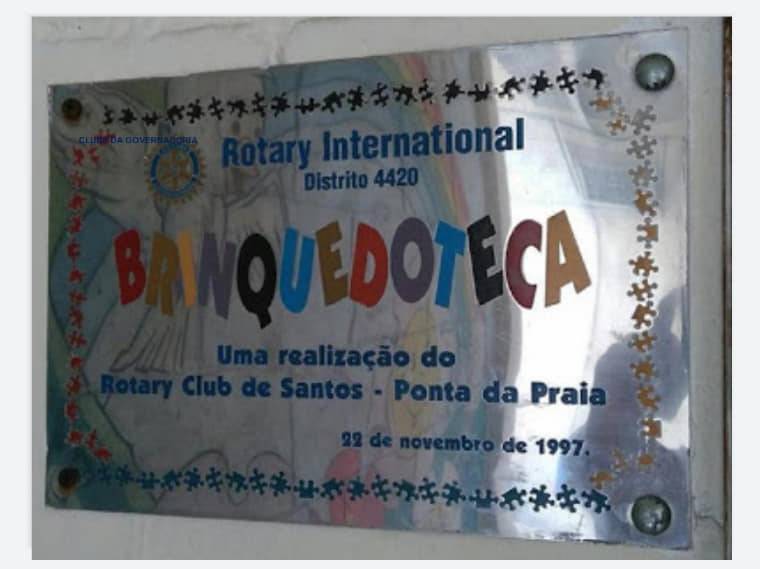 CLUBE DA GOVERNADORIA
Rotary International
Distrito 4420
BRINQUEDOTECA
Uma realização do
Rotary Club de Santos - Ponta da Praia
22 de novembro de 1997.